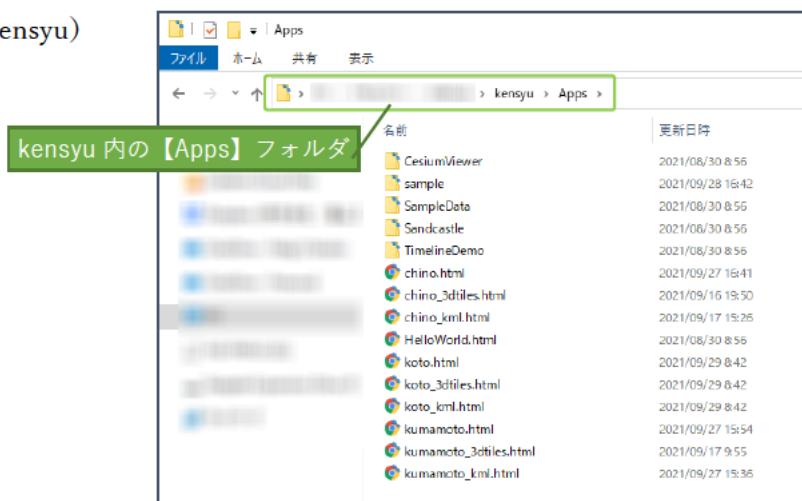 ensyu)
Apps
ファイル ホーム 共有 表示
kensyu › Apps ›
kensyu 内の【Apps】フォルダ
名前 更新日時
CesiumViewer 2021/08/30 8:56
sample 2021/09/28 16:42
SampleData 2021/08/30 8:56
Sandcastle 2021/08/30 8:56
TimelineDemo 2021/08/30 8:56
chino.html 2021/09/27 16:41
chino_3dtiles.html 2021/09/16 19:50
chino_kml.html 2021/09/17 15:26
HelloWorld.html 2021/08/30 8:56
koto.html 2021/09/29 8:42
koto_3dtiles.html 2021/09/29 8:42
koto_kml.html 2021/09/29 8:42
kumamoto.html 2021/09/27 15:54
kumamoto_3dtiles.html 2021/09/17 9:55
kumamoto_kml.html 2021/09/27 15:36